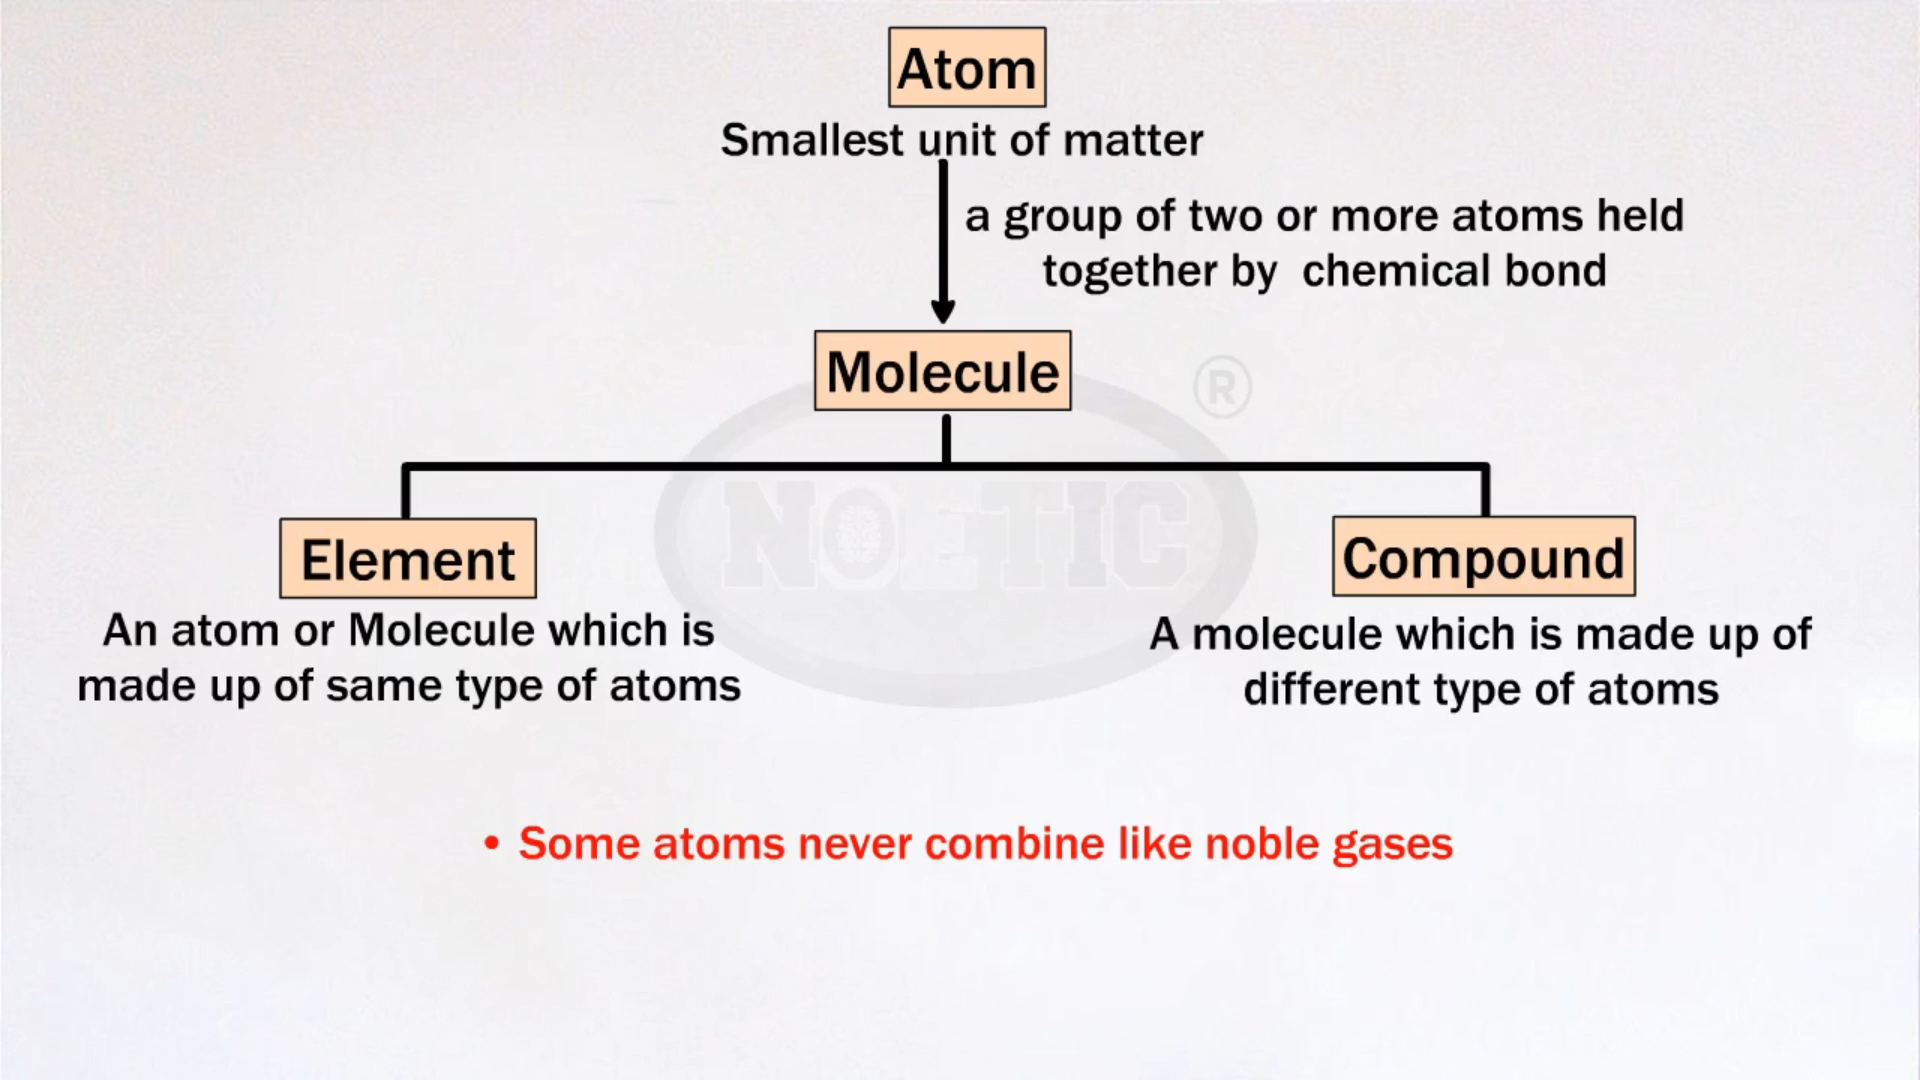 Atom
Smallest unit of matter
a group of two or more atoms held
together by chemical bond
Molecule
®
NOETIC
Element
Compound
An atom or Molecule which is
made up of same type of atoms
A molecule which is made up of
different type of atoms
• Some atoms never combine like noble gases